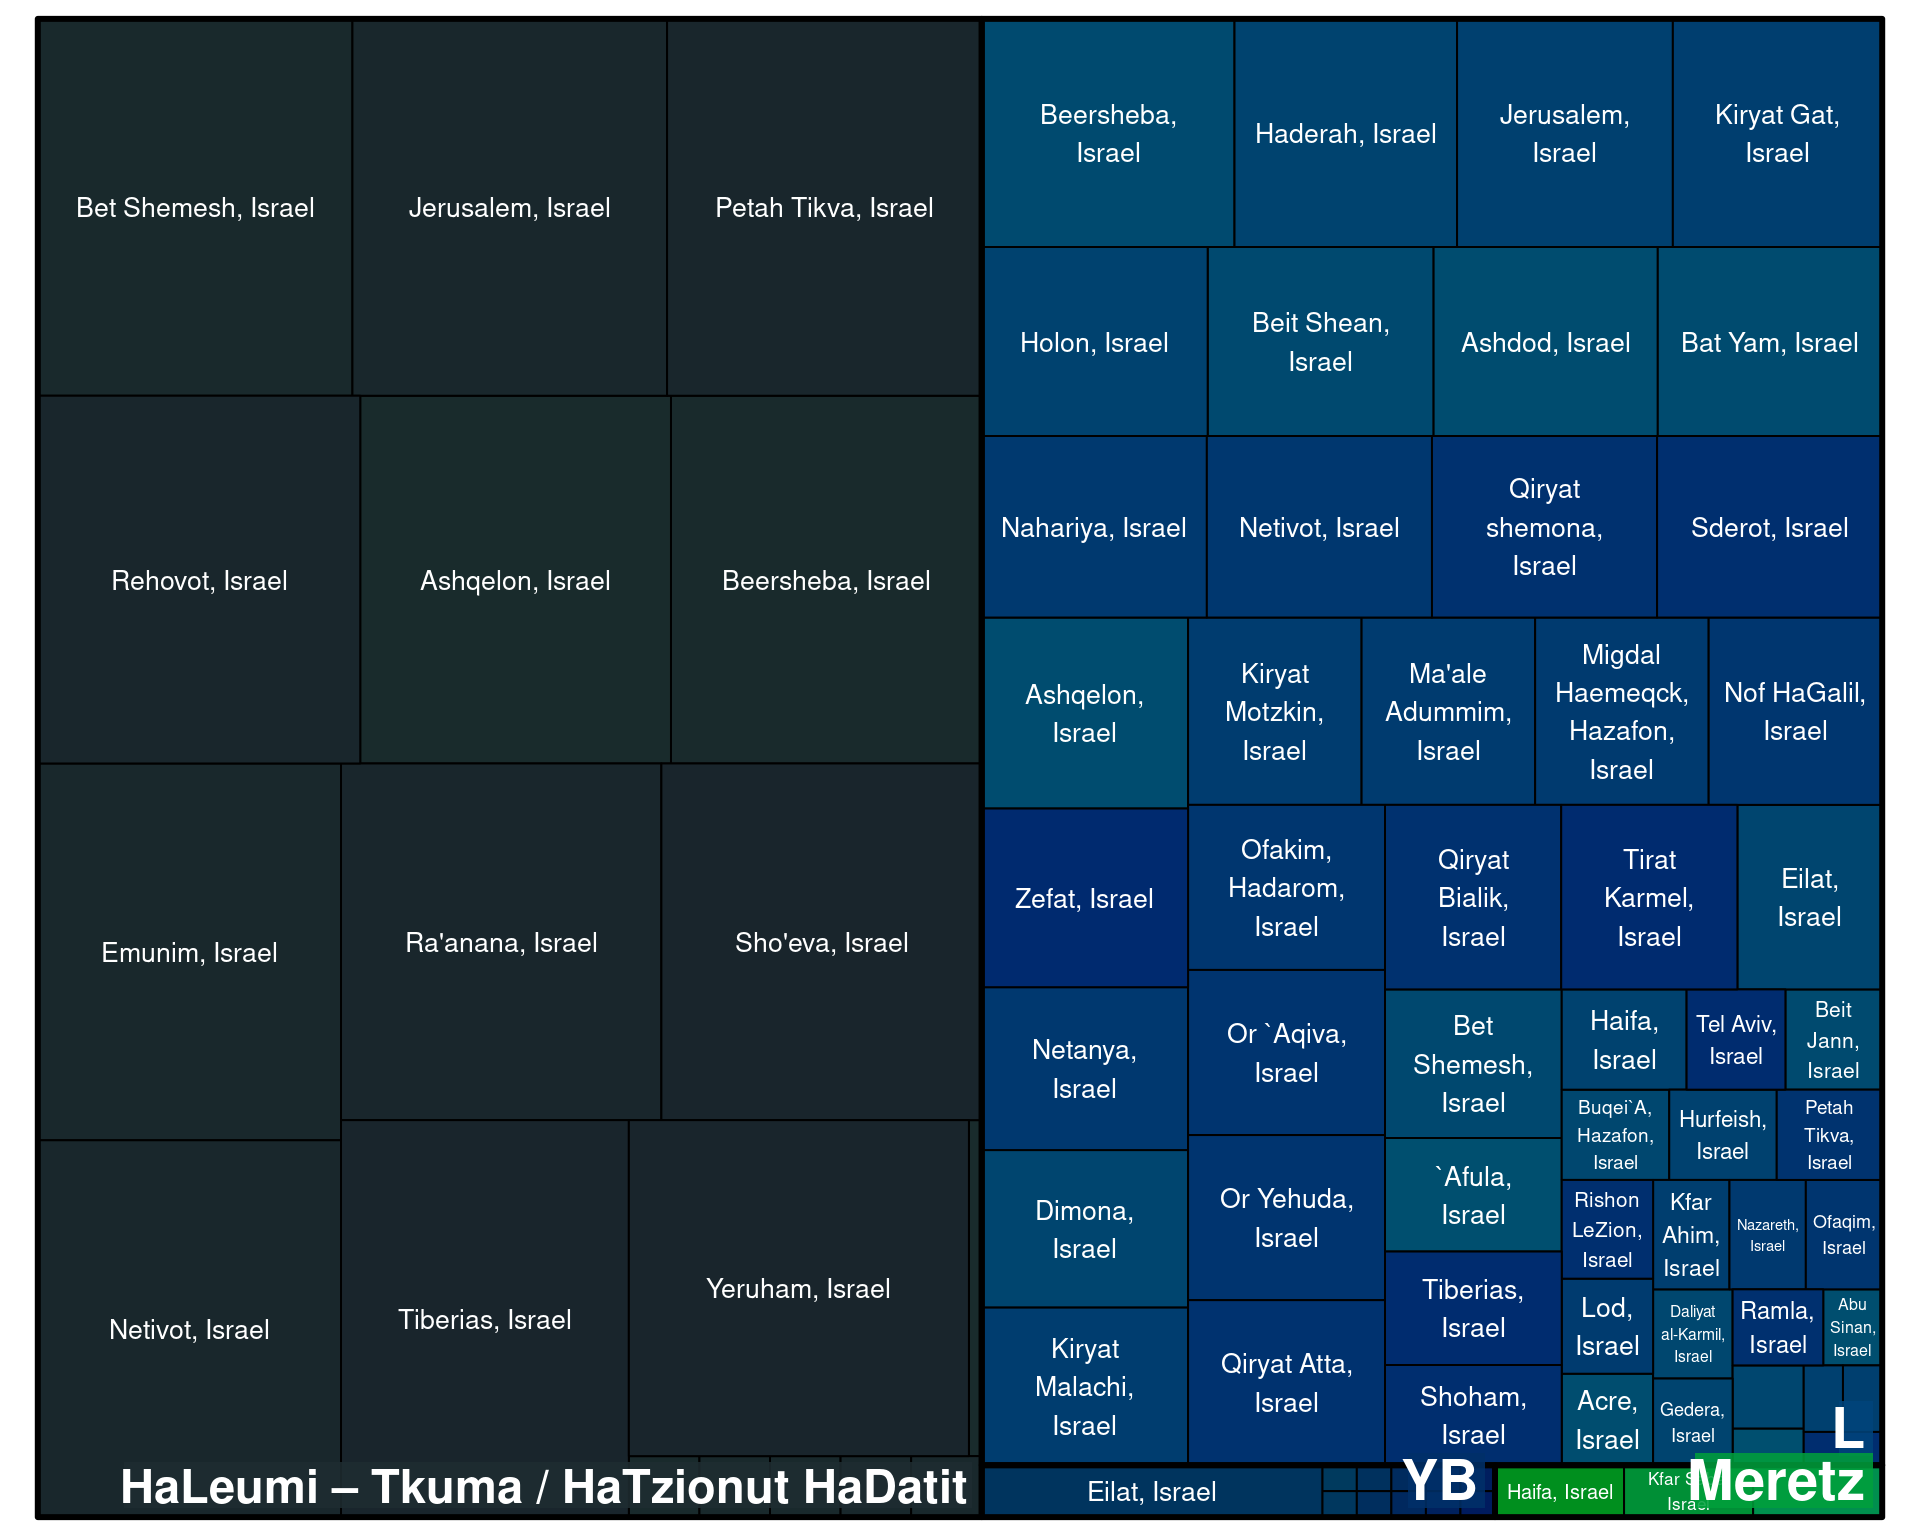 Bet Shemesh, Israel
Jerusalem, Israel
Petah Tikva, Israel
Rehovot, Israel
Ashqelon, Israel
Beersheba, Israel
Emunim, Israel
Ra'anana, Israel
Sho'eva, Israel
Netivot, Israel
Tiberias, Israel
Yeruham, Israel
HaLeumi – Tkuma / HaTzionut HaDatit
Beersheba,
Israel
Haderah, Israel
Jerusalem,
Israel
Kiryat Gat,
Israel
Holon, Israel
Beit Shean,
Israel
Ashdod, Israel
Bat Yam, Israel
Nahariya, Israel
Netivot, Israel
Qiryat
shemona,
Israel
Sderot, Israel
Ashqelon,
Israel
Kiryat
Motzkin,
Israel
Ma'ale
Adummim,
Israel
Migdal
Haemeqck,
Hazafon,
Israel
Nof HaGalil,
Israel
Zefat, Israel
Ofakim,
Hadarom,
Israel
Qiryat
Bialik,
Israel
Tirat
Karmel,
Israel
Eilat,
Israel
Netanya,
Israel
Or `Aqiva,
Israel
Bet
Shemesh,
Israel
Haifa,
Israel
Tel Aviv,
Israel
Beit
Jann,
Israel
Buqei`A,
Hazafon,
Israel
Hurfeish,
Israel
Petah
Tikva,
Israel
Dimona,
Israel
Or Yehuda,
Israel
`Afula,
Israel
Rishon
LeZion,
Israel
Kfar
Ahim,
Israel
Nazareth,
Israel
Ofaqim,
Israel
Tiberias,
Israel
Lod,
Israel
Daliyat
al-Karmil,
Israel
Ramla,
Israel
Abu
Sinan,
Israel
Kiryat
Malachi,
Israel
Qiryat Atta,
Israel
Shoham,
Israel
Acre,
Israel
Gedera,
Israel
L
Eilat, Israel
YB
Haifa, Israel
Kfar
Israel
Meretz